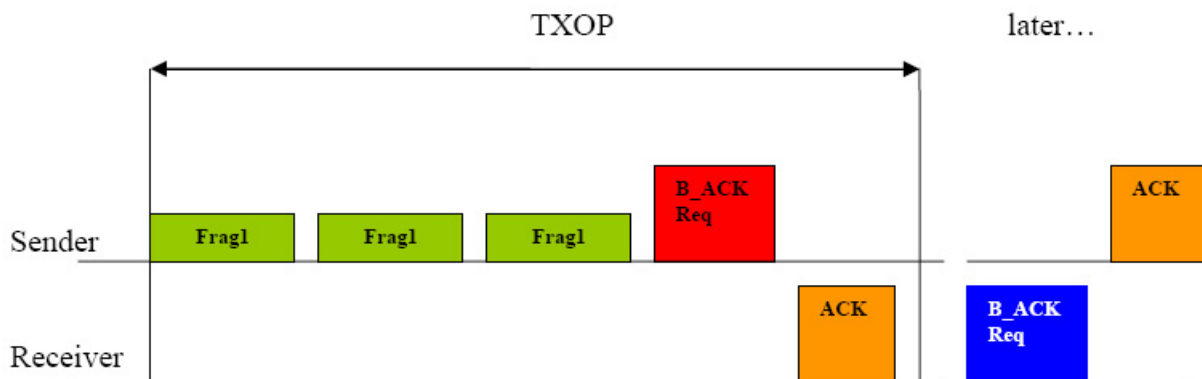 TXOP
later…
B_ACK
Req
ACK
Frag1
Frag1
Frag1
Sender
ACK
B_ACK
Req
Receiver